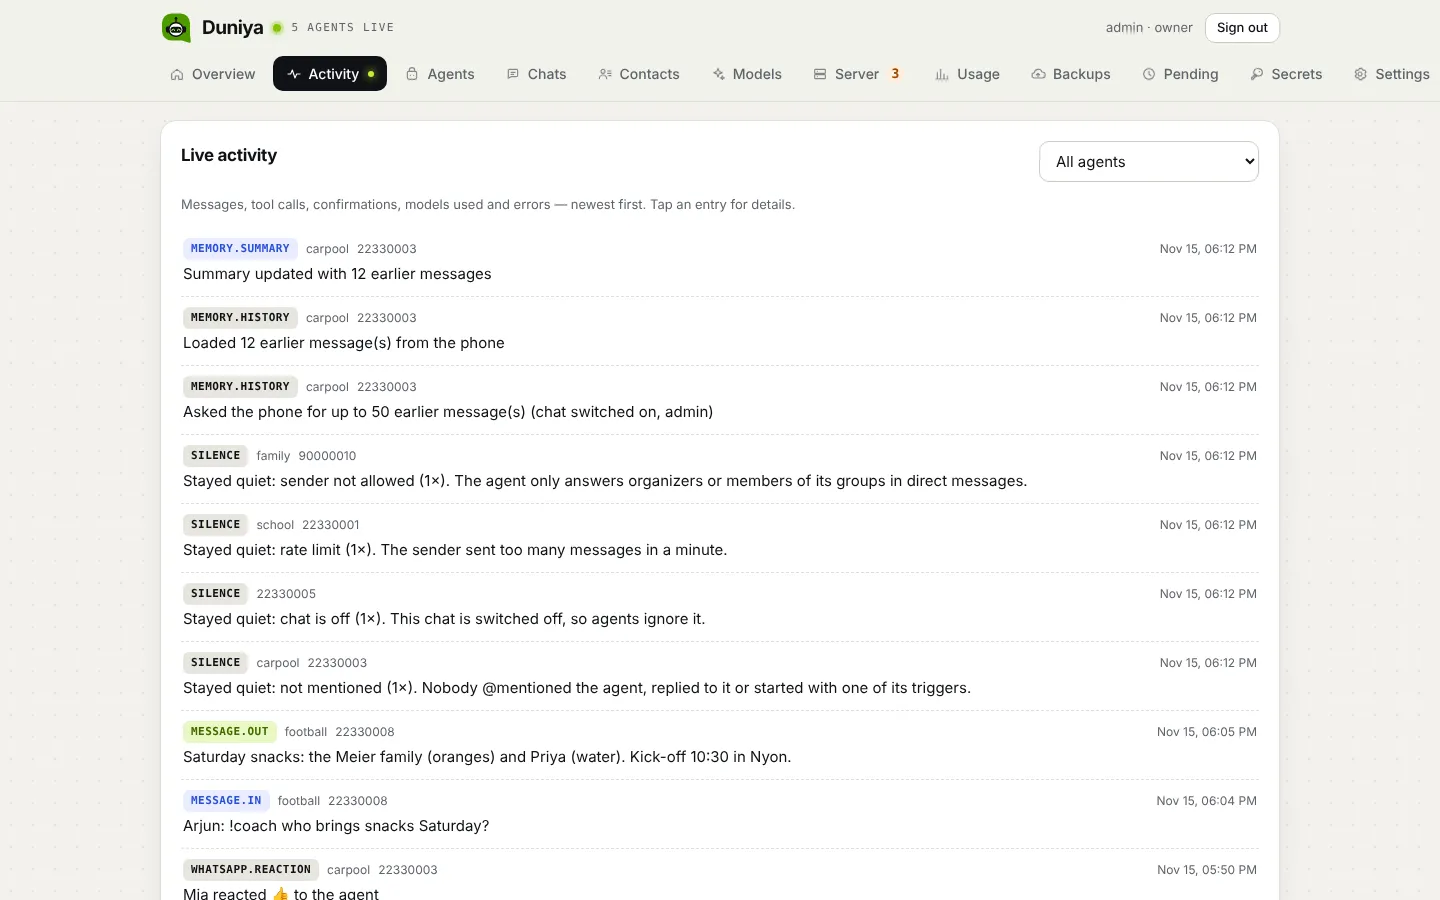 Duniya 5 AGENTS LIVE admin · owner Sign out
Overview Activity Agents Chats Contacts Models Server 3 Usage Backups Pending Secrets Settings
Live activity All agents
Messages, tool calls, confirmations, models used and errors — newest first. Tap an entry for details.
MEMORY.SUMMARY carpool 22330003 Nov 15, 06:12 PM
Summary updated with 12 earlier messages
MEMORY.HISTORY carpool 22330003 Nov 15, 06:12 PM
Loaded 12 earlier message(s) from the phone
MEMORY.HISTORY carpool 22330003 Nov 15, 06:12 PM
Asked the phone for up to 50 earlier message(s) (chat switched on, admin)
SILENCE family 90000010 Nov 15, 06:12 PM
Stayed quiet: sender not allowed (1×). The agent only answers organizers or members of its groups in direct messages.
SILENCE school 22330001 Nov 15, 06:12 PM
Stayed quiet: rate limit (1×). The sender sent too many messages in a minute.
SILENCE 22330005 Nov 15, 06:12 PM
Stayed quiet: chat is off (1×). This chat is switched off, so agents ignore it.
SILENCE carpool 22330003 Nov 15, 06:12 PM
Stayed quiet: not mentioned (1×). Nobody @mentioned the agent, replied to it or started with one of its triggers.
MESSAGE.OUT football 22330008 Nov 15, 06:05 PM
Saturday snacks: the Meier family (oranges) and Priya (water). Kick-off 10:30 in Nyon.
MESSAGE.IN football 22330008 Nov 15, 06:04 PM
Arjun: !coach who brings snacks Saturday?
WHATSAPP.REACTION carpool 22330003 Nov 15, 05:50 PM
Mia reacted 👍 to the agent